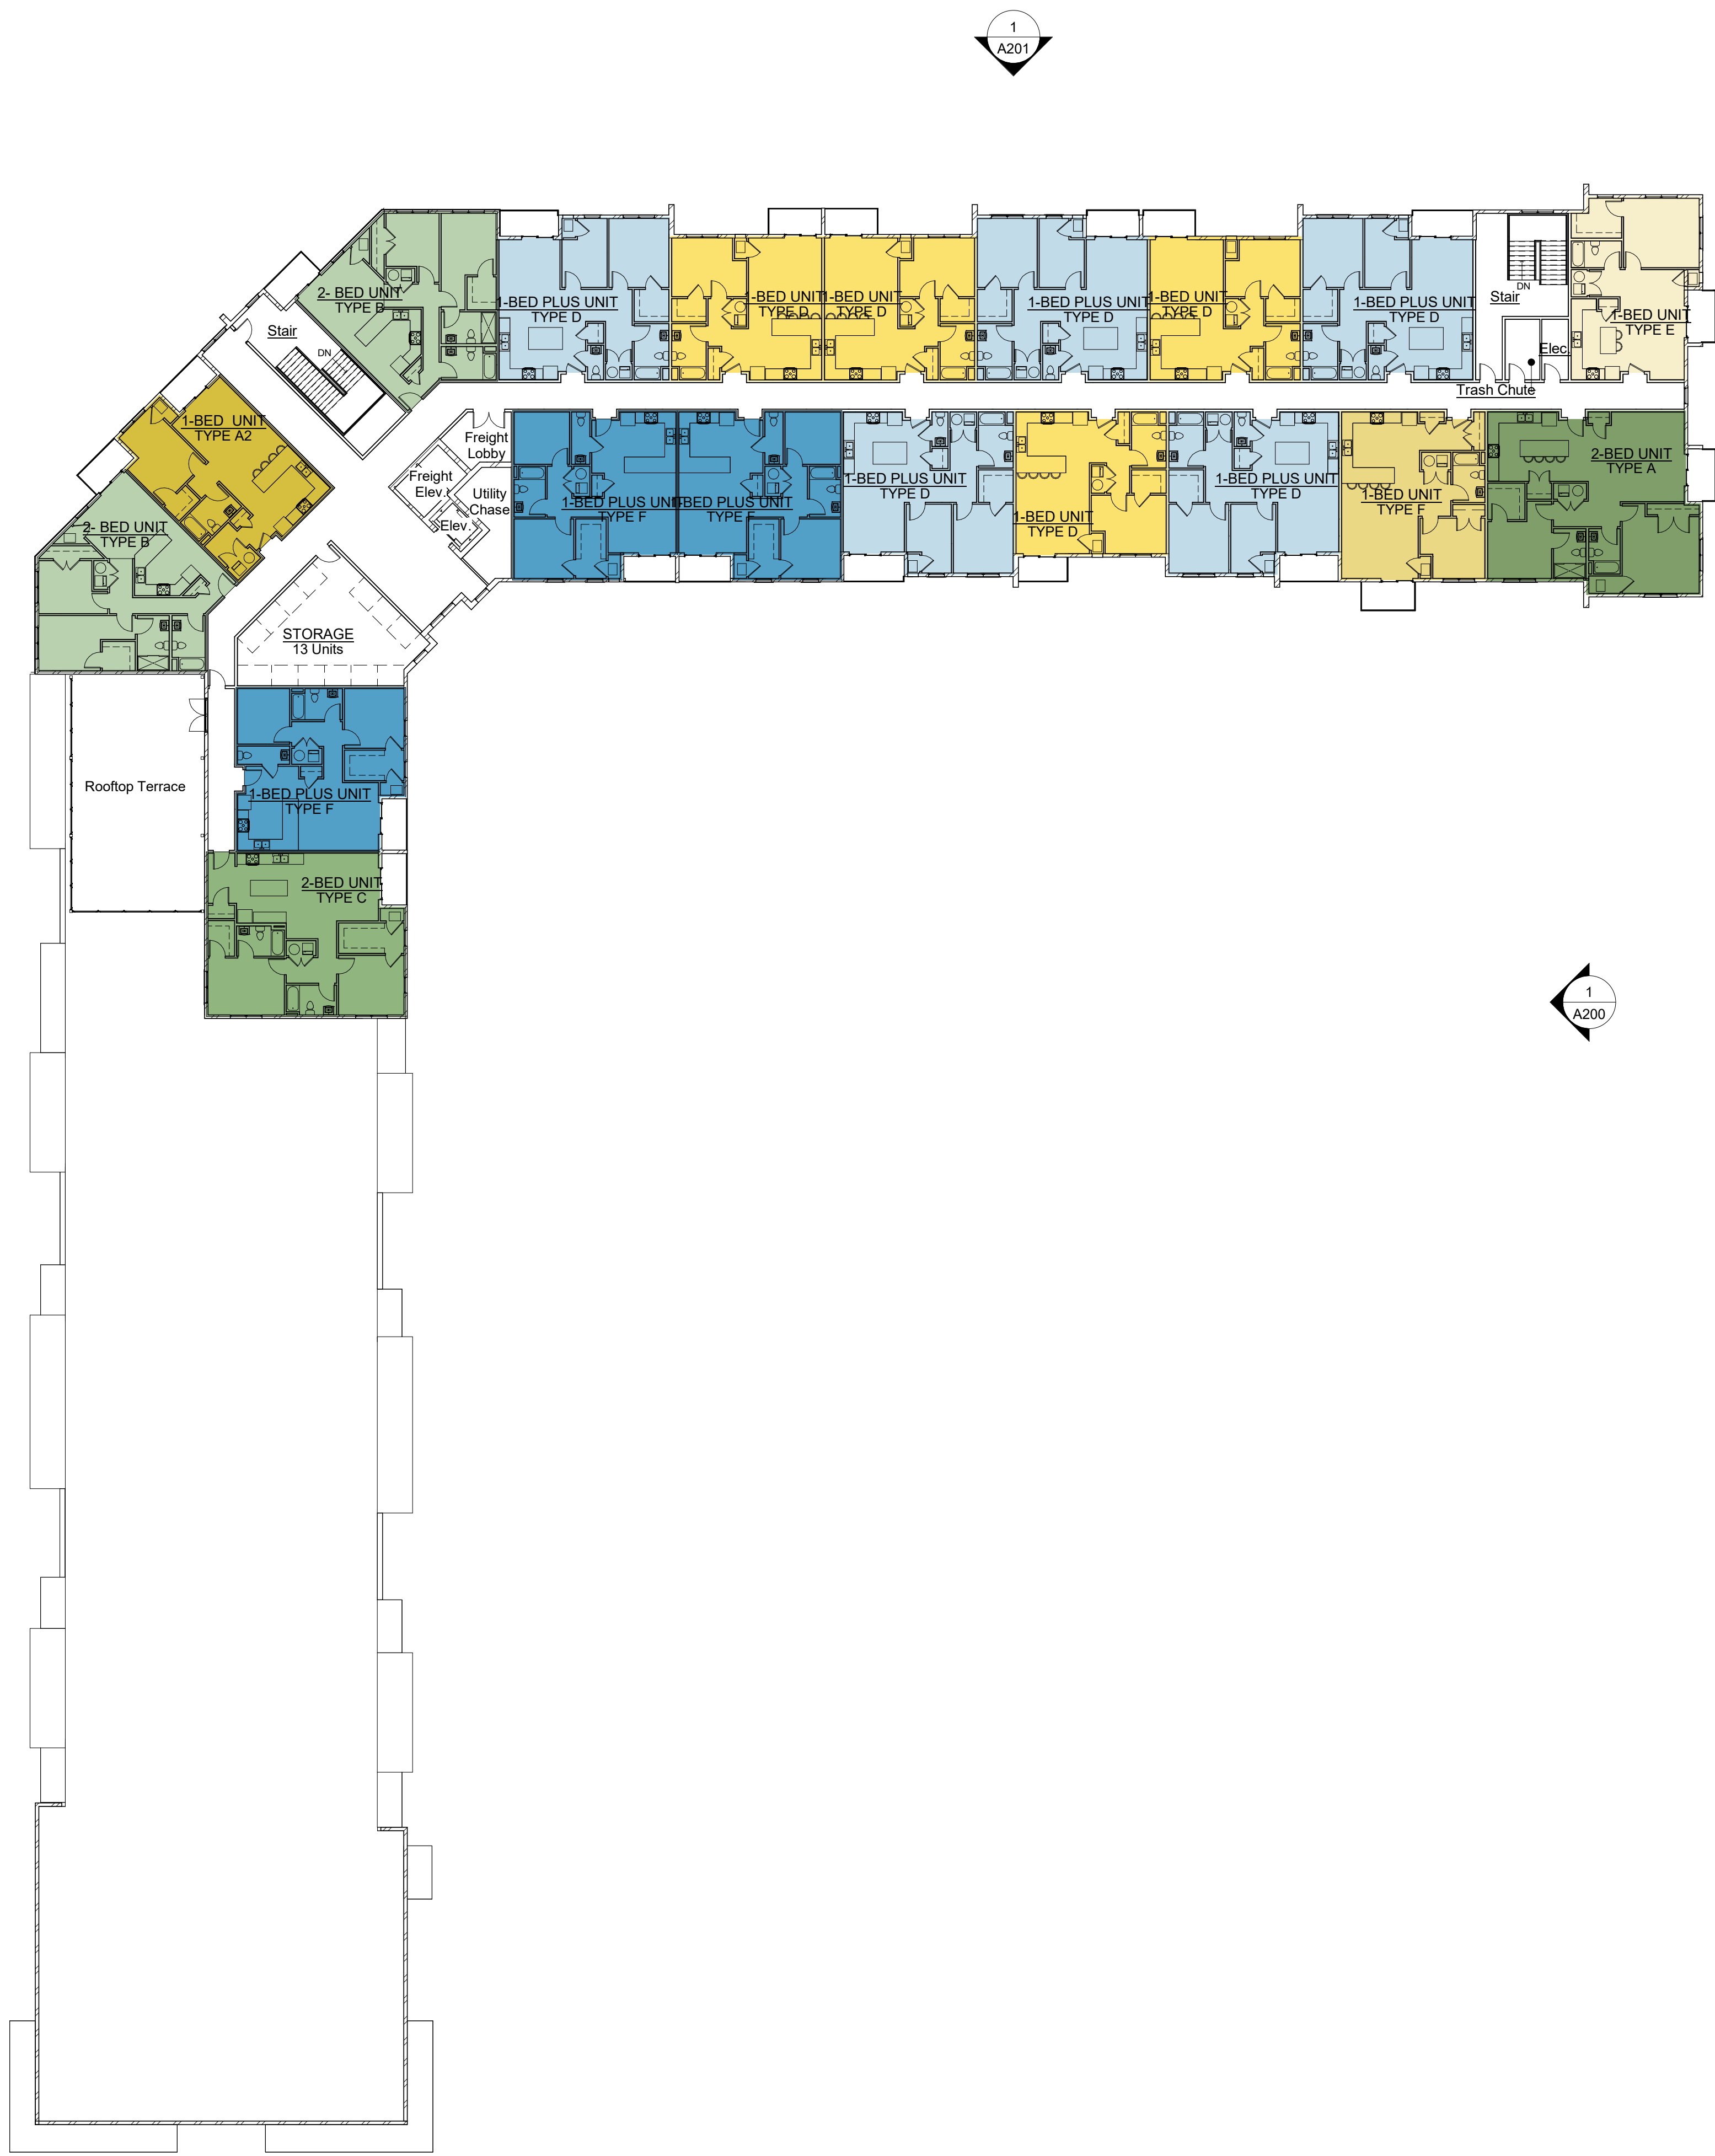 1
A201
2- BED UNIT
TYPE B
1-BED PLUS UNIT
TYPE D
1-BED UNIT
TYPE D
1-BED UNIT
TYPE D
1-BED PLUS UNIT
TYPE D
1-BED UNIT
TYPE D
1-BED PLUS UNIT
TYPE D
DN
Stair
1-BED UNIT
TYPE E
Elec.
Trash Chute
Stair
DN
1-BED UNIT
TYPE A2
Freight
Lobby
Freight
Elev.
Utility
Chase
Elev.
1-BED PLUS UNIT
TYPE F
1-BED PLUS UNIT
TYPE F
1-BED PLUS UNIT
TYPE D
1-BED UNIT
TYPE D
1-BED PLUS UNIT
TYPE D
1-BED UNIT
TYPE F
2-BED UNIT
TYPE A
2- BED UNIT
TYPE B
STORAGE
13 Units
Rooftop Terrace
1-BED PLUS UNIT
TYPE F
2-BED UNIT
TYPE C
1
A200